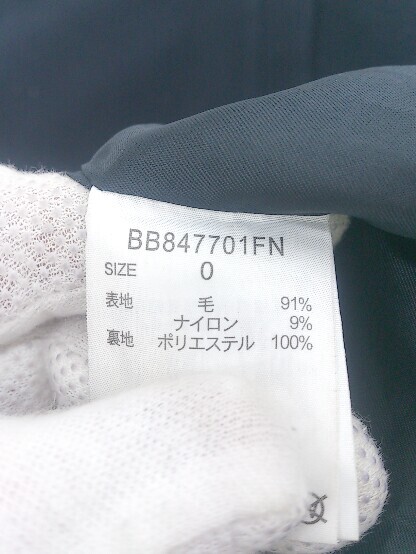 BB847701FN
SIZE 0
表地 毛 91%
ナイロン 9%
裏地 ポリエステル 100%